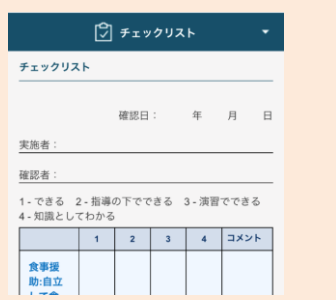 チェックリスト
チェックリスト
確認日： 年 月 日
実施者：
確認者：
1 - できる 2 - 指導の下でできる 3 - 演習でできる
4 - 知識としてわかる
1 2 3 4 コメント
食事援
助:自立